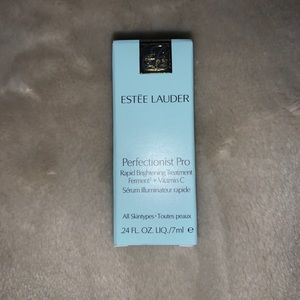 ESTĒE LAUDER
Perfectionist Pro
Rapid Brightening Treatment
Ferment² + Vitamin C
Sérum illuminateur rapide
All Skintypes • Toutes peaux
.24 FL. OZ. LIQ./7ml e